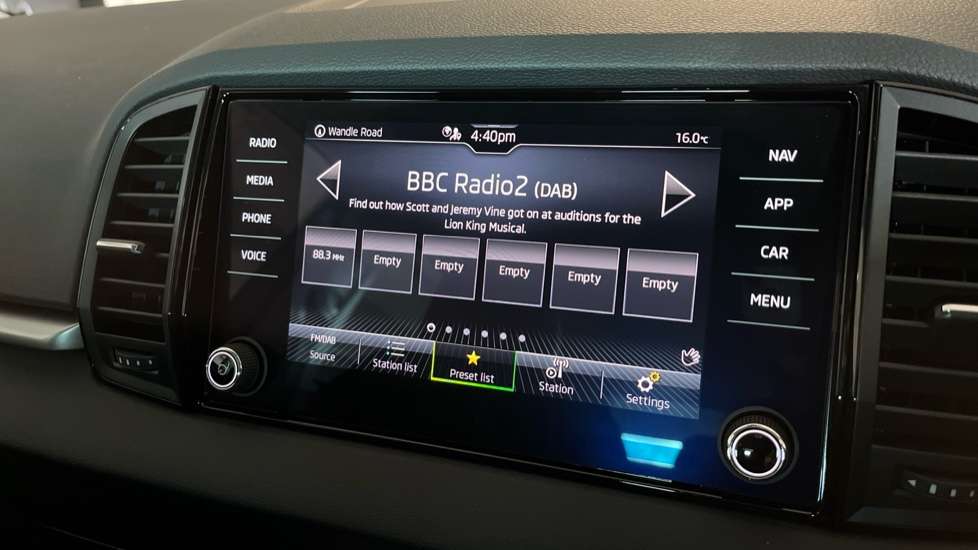 RADIO
MEDIA
PHONE
VOICE
Wandle Road
4:40pm
16.0°C
BBC Radio2 (DAB)
Find out how Scott and Jeremy Vine got on at auditions for the
Lion King Musical.
88.3 MHz
Empty
Empty
Empty
Empty
Empty
FM/DAB
Source
Station list
Preset list
Station
Settings
NAV
APP
CAR
MENU